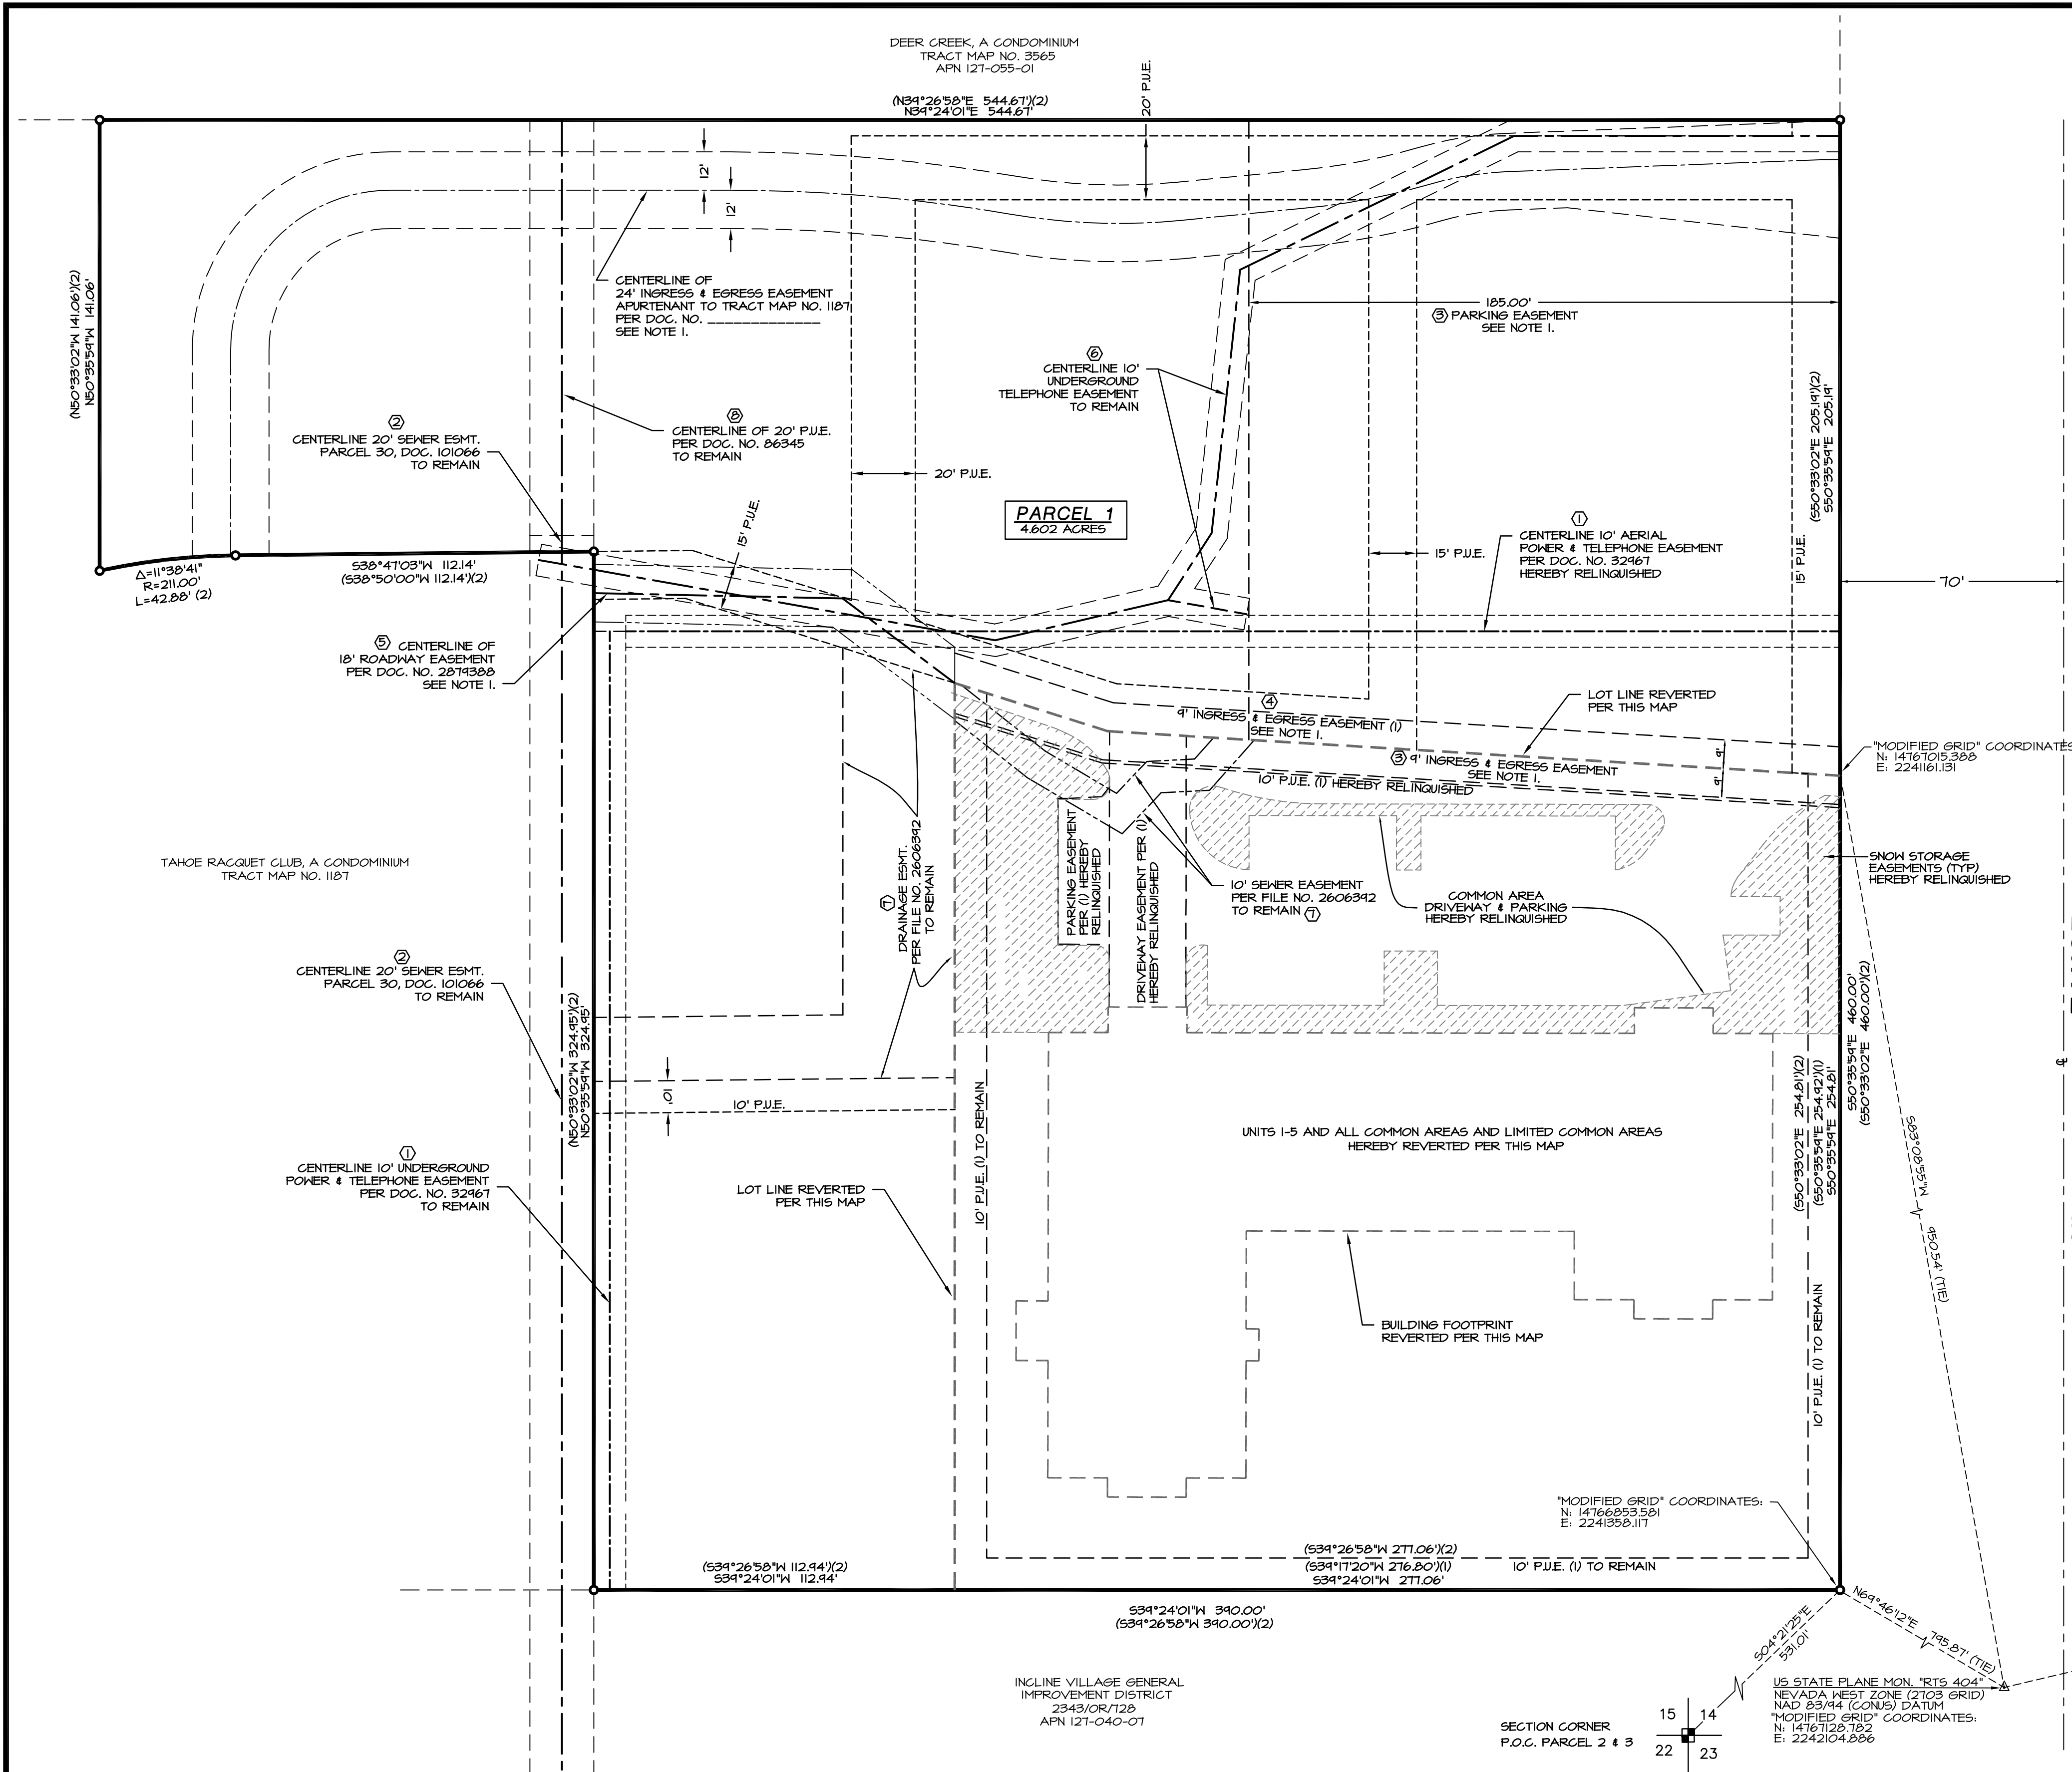 DEER CREEK, A CONDOMINIUM
TRACT MAP NO. 3565
APN 127-055-01
(N39°26'58"E 544.67')(2)
N39°24'01"E 544.67'
20' P.U.E.
12'
12'
(N50°33'02"W 141.06')(2)
N50°35'59"W 141.06'
CENTERLINE OF
24' INGRESS & EGRESS EASEMENT
APURTENANT TO TRACT MAP NO. 1187
PER DOC. NO. ______________
SEE NOTE 1.
185.00'
3 PARKING EASEMENT
SEE NOTE 1.
6
CENTERLINE 10'
UNDERGROUND
TELEPHONE EASEMENT
TO REMAIN
(S50°33'02"E 205.19')(2)
S50°35'59"E 205.19'
2
CENTERLINE 20' SEWER ESMT.
PARCEL 30, DOC. 101066
TO REMAIN
8
CENTERLINE OF 20' P.U.E.
PER DOC. NO. 86345
TO REMAIN
20' P.U.E.
PARCEL 1
4.602 ACRES
15' P.U.E.
15' P.U.E.
1
CENTERLINE 10' AERIAL
POWER & TELEPHONE EASEMENT
PER DOC. NO. 32967
HEREBY RELINQUISHED
15' P.U.E.
70'
Δ=11°38'41"
R=211.00'
L=42.88' (2)
S38°47'03"W 112.14'
(S38°50'00"W 112.14')(2)
5 CENTERLINE OF
18' ROADWAY EASEMENT
PER DOC. NO. 2879388
SEE NOTE 1.
LOT LINE REVERTED
PER THIS MAP
4
9' INGRESS & EGRESS EASEMENT (1)
SEE NOTE 1.
3 9' INGRESS & EGRESS EASEMENT
SEE NOTE 1.
10' P.U.E. (1) HEREBY RELINQUISHED
9'
9'
"MODIFIED GRID" COORDINATES
N: 14767015.388
E: 2241161.131
TAHOE RACQUET CLUB, A CONDOMINIUM
TRACT MAP NO. 1187
7
DRAINAGE ESMT.
PER FILE NO. 2606392
TO REMAIN
PARKING EASEMENT
PER (1) HEREBY
RELINQUISHED
DRIVEWAY EASEMENT PER (1)
HEREBY RELINQUISHED
10' SEWER EASEMENT
PER FILE NO. 2606392
TO REMAIN 7
COMMON AREA
DRIVEWAY & PARKING
HEREBY RELINQUISHED
SNOW STORAGE
EASEMENTS (TYP)
HEREBY RELINQUISHED
2
CENTERLINE 20' SEWER ESMT.
PARCEL 30, DOC. 101066
TO REMAIN
(N50°33'02"W 324.95')(2)
N50°35'59"W 324.95'
10'
10' P.U.E.
10' P.U.E. (1) TO REMAIN
UNITS 1-5 AND ALL COMMON AREAS AND LIMITED COMMON AREAS
HEREBY REVERTED PER THIS MAP
(S50°33'02"E 254.81')(2)
(S50°35'59"E 254.92')(1)
S50°35'59"E 254.81'
S50°35'59"E 460.00'
(S50°33'02"E 460.00')(2)
S83°08'55"W 950.54' (TIE)
1
CENTERLINE 10' UNDERGROUND
POWER & TELEPHONE EASEMENT
PER DOC. NO. 32967
TO REMAIN
LOT LINE REVERTED
PER THIS MAP
BUILDING FOOTPRINT
REVERTED PER THIS MAP
10' P.U.E. (1) TO REMAIN
"MODIFIED GRID" COORDINATES:
N: 14766853.581
E: 2241358.117
(S39°26'58"W 112.94')(2)
S39°24'01"W 112.94'
(S39°26'58"W 277.06')(2)
(S39°17'20"W 276.80')(1)
S39°24'01"W 277.06'
10' P.U.E. (1) TO REMAIN
S39°24'01"W 390.00'
(S39°26'58"W 390.00')(2)
S04°21'25"E
531.01'
N69°46'12"E 795.87' (TIE)
INCLINE VILLAGE GENERAL
IMPROVEMENT DISTRICT
2343/OR/728
APN 127-040-07
SECTION CORNER
P.O.C. PARCEL 2 & 3
15 14
22 23
US STATE PLANE MON. "RTS 404"
NEVADA WEST ZONE (2703 GRID)
NAD 83/94 (CONUS) DATUM
"MODIFIED GRID" COORDINATES:
N: 14767128.782
E: 2242104.886